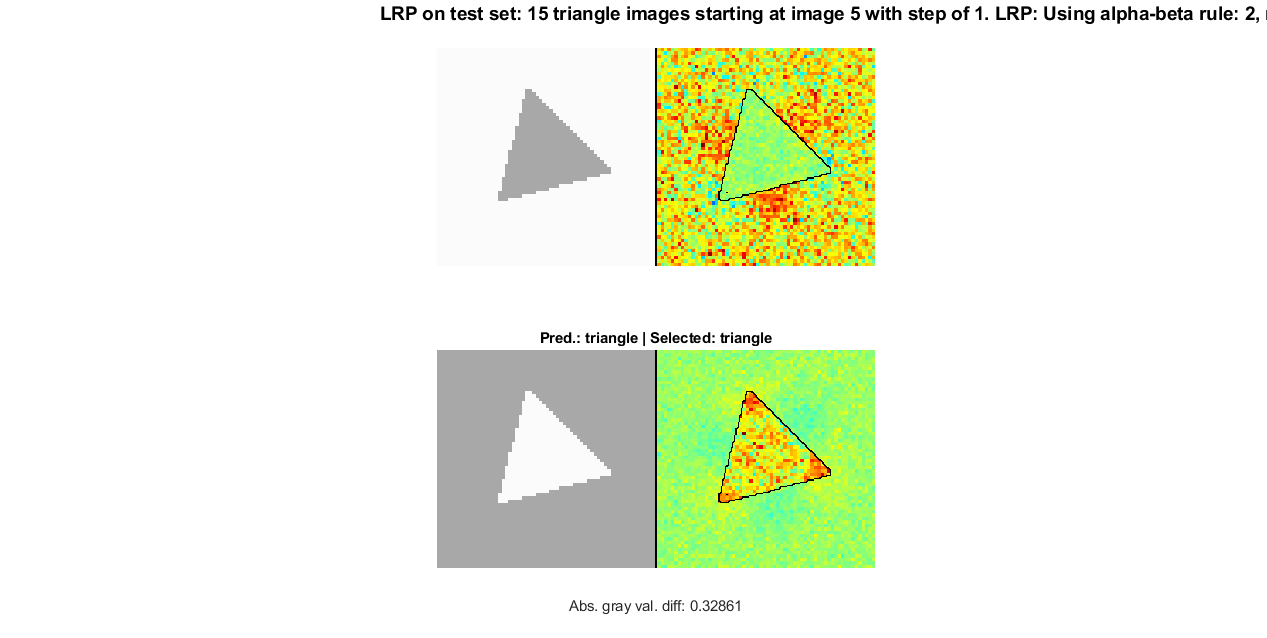 LRP on test set: 15 triangle images starting at image 5 with step of 1. LRP: Using alpha-beta rule: 2,
Pred.: triangle | Selected: triangle
Abs. gray val. diff: 0.32861